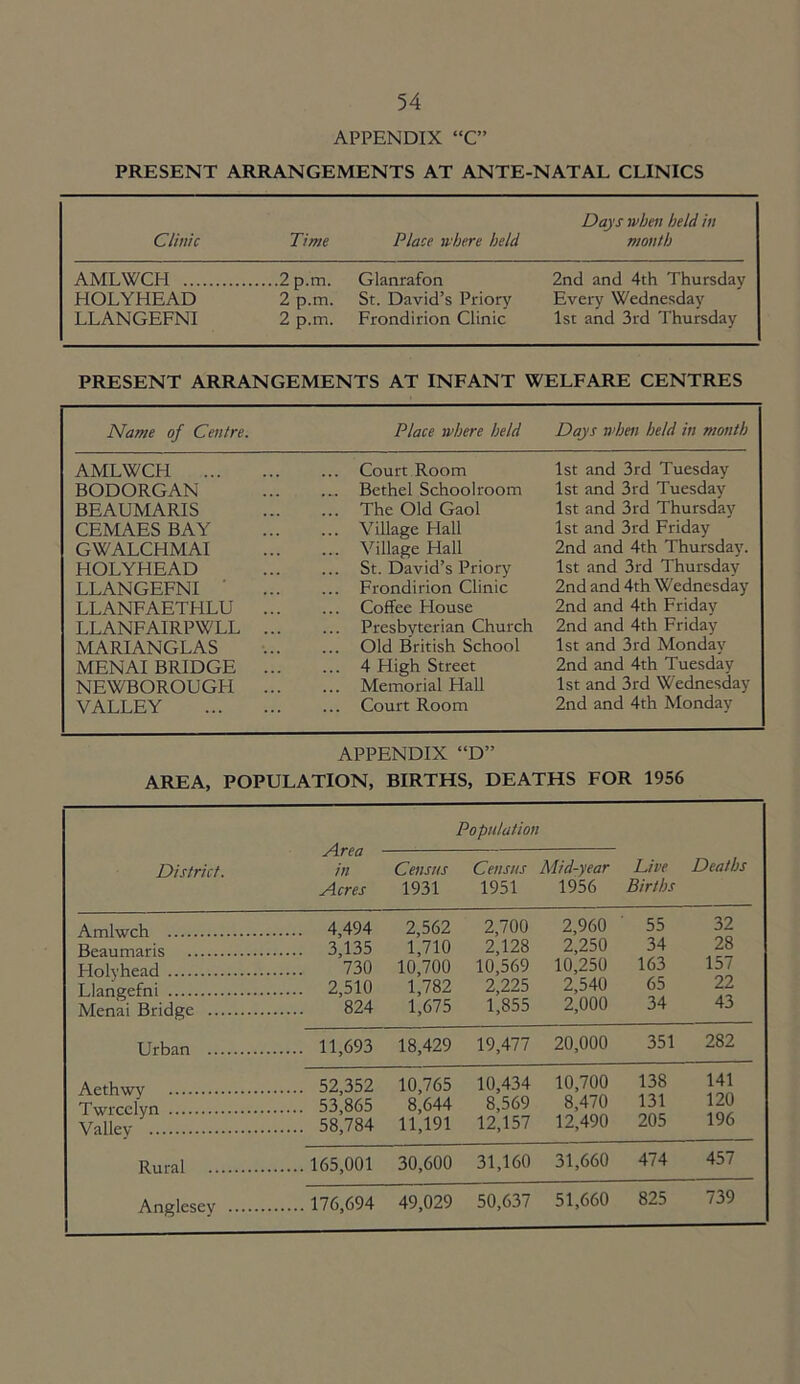 54
APPENDIX “C”
PRESENT ARRANGEMENTS AT ANTE-NATAL CLINICS
Clinic Time Place where held Days when held in month
AMLWCH ..................2 p.m. Glanrafon 2nd and 4th Thursday
HOLYHEAD 2 p.m. St. David’s Priory Every Wednesday
LLANGEFNI 2 p.m. Frondirion Clinic 1st and 3rd Thursday
PRESENT ARRANGEMENTS AT INFANT WELFARE CENTRES
Name of Centre. Place where held Days when held in month
AMLWCH ... ... ... Court Room 1st and 3rd Tuesday
BODORGAN ... ... Bethel Schoolroom 1st and 3rd Tuesday
BEAUMARIS ... ... The Old Gaol 1st and 3rd Thursday
CEMAES BAY ... ... Village Hall 1st and 3rd Friday
GWALCHMAI ... ... Village Hall 2nd and 4th Thursday.
HOLYHEAD ... ... St. David’s Priory 1st and 3rd Thursday
LLANGEFNI ... ... Frondirion Clinic 2nd and 4th Wednesday
LLANFAETHLU ... ... Coffee House 2nd and 4th Friday
LLANFAIRPWLL ... ... Presbyterian Church 2nd and 4th Friday
MARIANGLAS ... ... Old British School 1st and 3rd Monday
MENAI BRIDGE ... ... 4 High Street 2nd and 4th Tuesday
NEWBOROUGH ... ... Memorial Hall 1st and 3rd Wednesday
VALLEY ... ... ... Court Room 2nd and 4th Monday
APPENDIX “D”
AREA, POPULATION, BIRTHS, DEATHS FOR 1956
Population
District. Area in Acres Census 1931 Census 1951 Mid-year 1956 Live Births Deaths
Amlwch .................. 4,494 2,562 2,700 2,960 55 32
Beaumaris .................. 3,135 1,710 2,128 2,250 34 28
Holyhead .................. 730 10,700 10,569 10,250 163 157
Llangefni .................. 2,510 1,782 2,225 2,540 65 22
Menai Bridge .................. 824 1,675 1,855 2,000 34 43
Urban .................. 11,693 18,429 19,477 20,000 351 282
Aethwy .................. 52,352 10,765 10,434 10,700 138 141
Twrcelyn .................. 53,865 8,644 8,569 8,470 131 120
Valley .................. 58,784 11,191 12,157 12,490 205 196
Rural .................. 165,001 30,600 31,160 31,660 474 457
Anglesey ............ 176,694 49,029 50,637 51,660 825 739